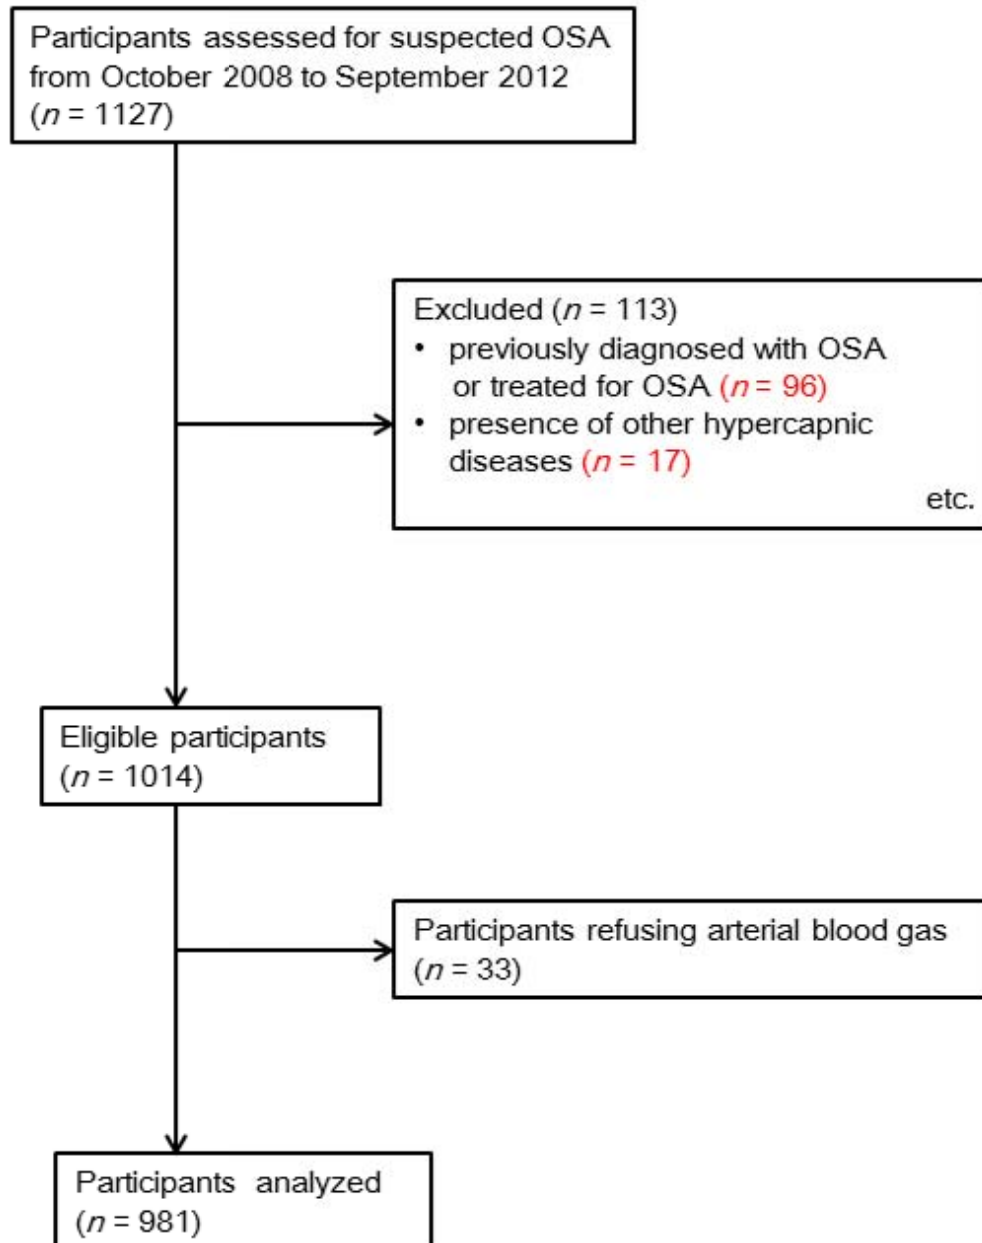 Participants assessed for suspected OSA
from October 2008 to September 2012
(n = 1127)
Excluded (n = 113)
• previously diagnosed with OSA
or treated for OSA (n = 96)
• presence of other hypercapnic
diseases (n = 17)
etc.
Eligible participants
(n = 1014)
Participants refusing arterial blood gas
(n = 33)
Participants analyzed
(n = 981)